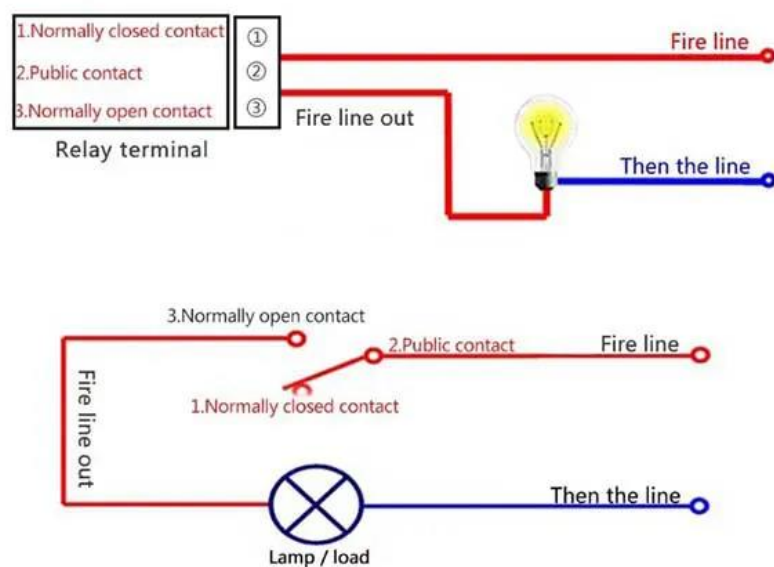 1.Normally closed contact
①
Fire line
2.Public contact
②
3.Normally open contact
③
Fire line out
Relay terminal
Then the line
3.Normally open contact
2.Public contact
Fire line
1.Normally closed contact
Fire line out
Then the line
Lamp / load